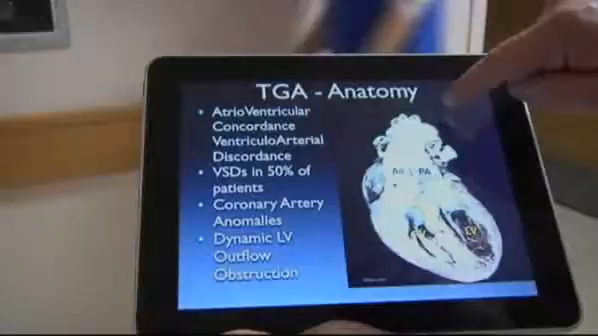 TGA - Anatomy
• AtrioVentricular
Concordance
VentriculoArterial
Discordance
• VSDs in 50% of
patients
• Coronary Artery
Anomalies
• Dynamic LV
Outflow
Obstruction
Ao PA
LV